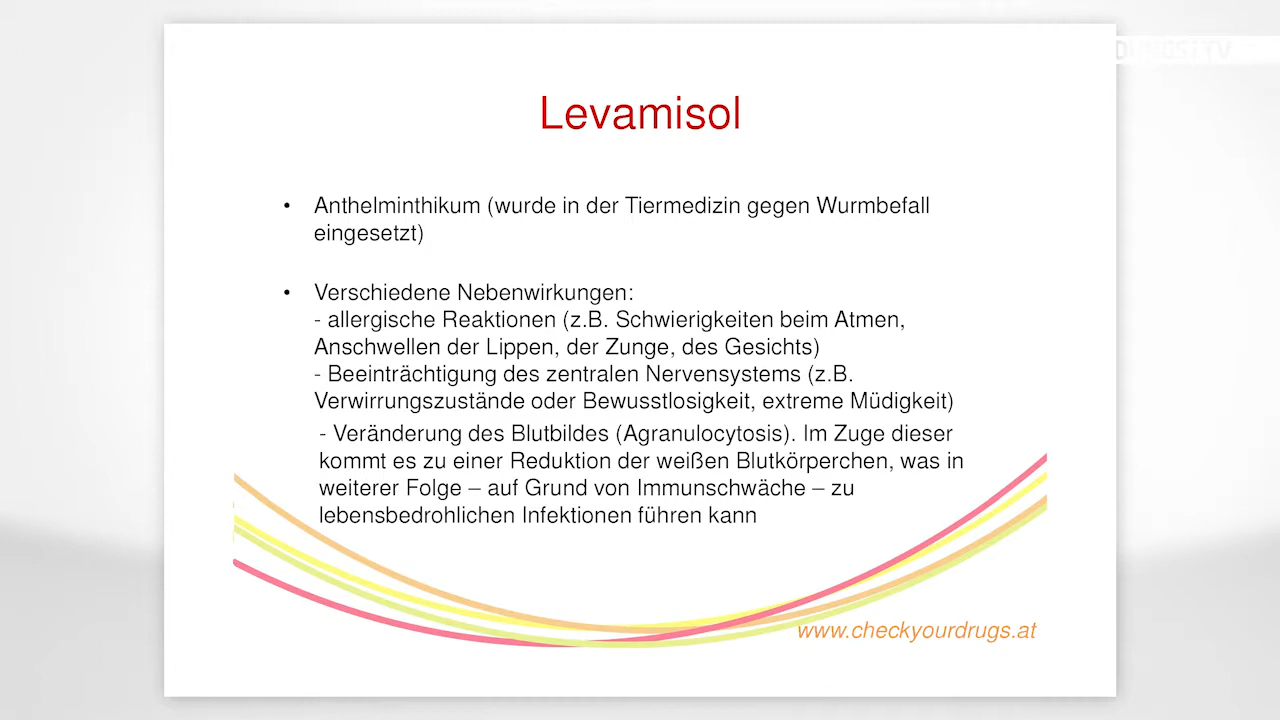 Levamisol
• Anthelminthikum (wurde in der Tiermedizin gegen Wurmbefall
eingesetzt)
• Verschiedene Nebenwirkungen:
- allergische Reaktionen (z.B. Schwierigkeiten beim Atmen,
Anschwellen der Lippen, der Zunge, des Gesichts)
- Beeinträchtigung des zentralen Nervensystems (z.B.
Verwirrungszustände oder Bewusstlosigkeit, extreme Müdigkeit)
- Veränderung des Blutbildes (Agranulocytosis). Im Zuge dieser
kommt es zu einer Reduktion der weißen Blutkörperchen, was in
weiterer Folge – auf Grund von Immunschwäche – zu
lebensbedrohlichen Infektionen führen kann
www.checkyourdrugs.at